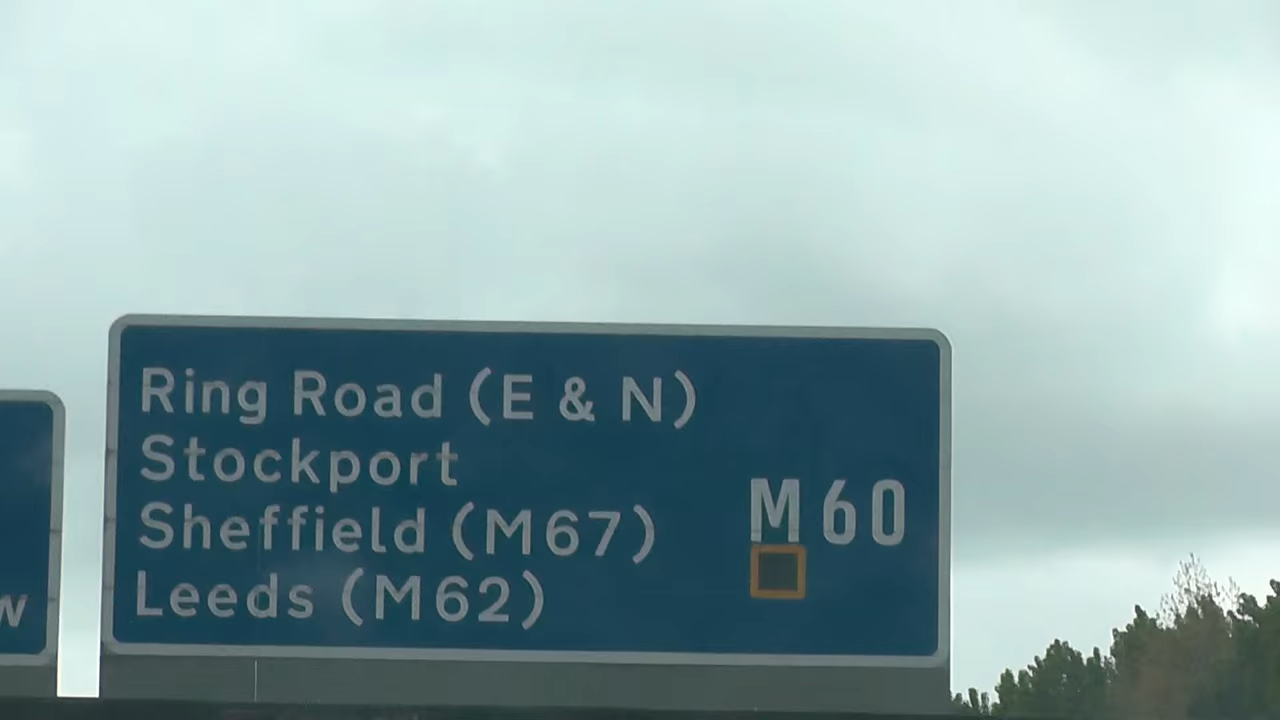 Ring Road (E & N)
Stockport
Sheffield (M67)
Leeds (M62)
M60